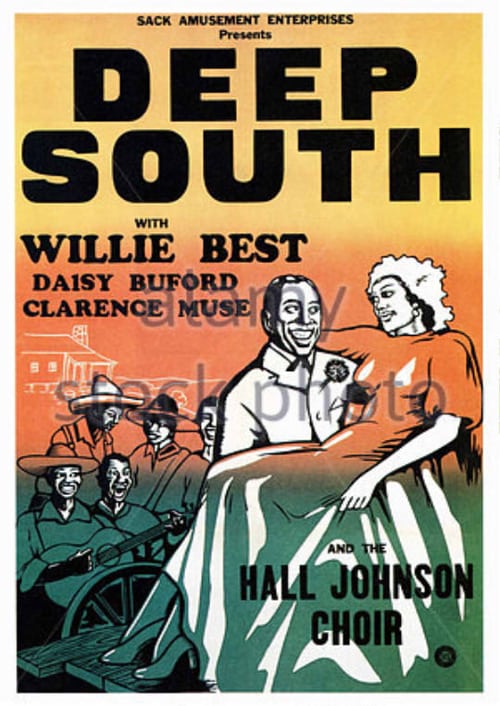 SACK AMUSEMENT ENTERPRISES
Presents
DEEP
SOUTH
WITH
WILLIE BEST
DAISY BUFORD
CLARENCE MUSE
alamy
stock photo
AND THE
HALL JOHNSON
CHOIR